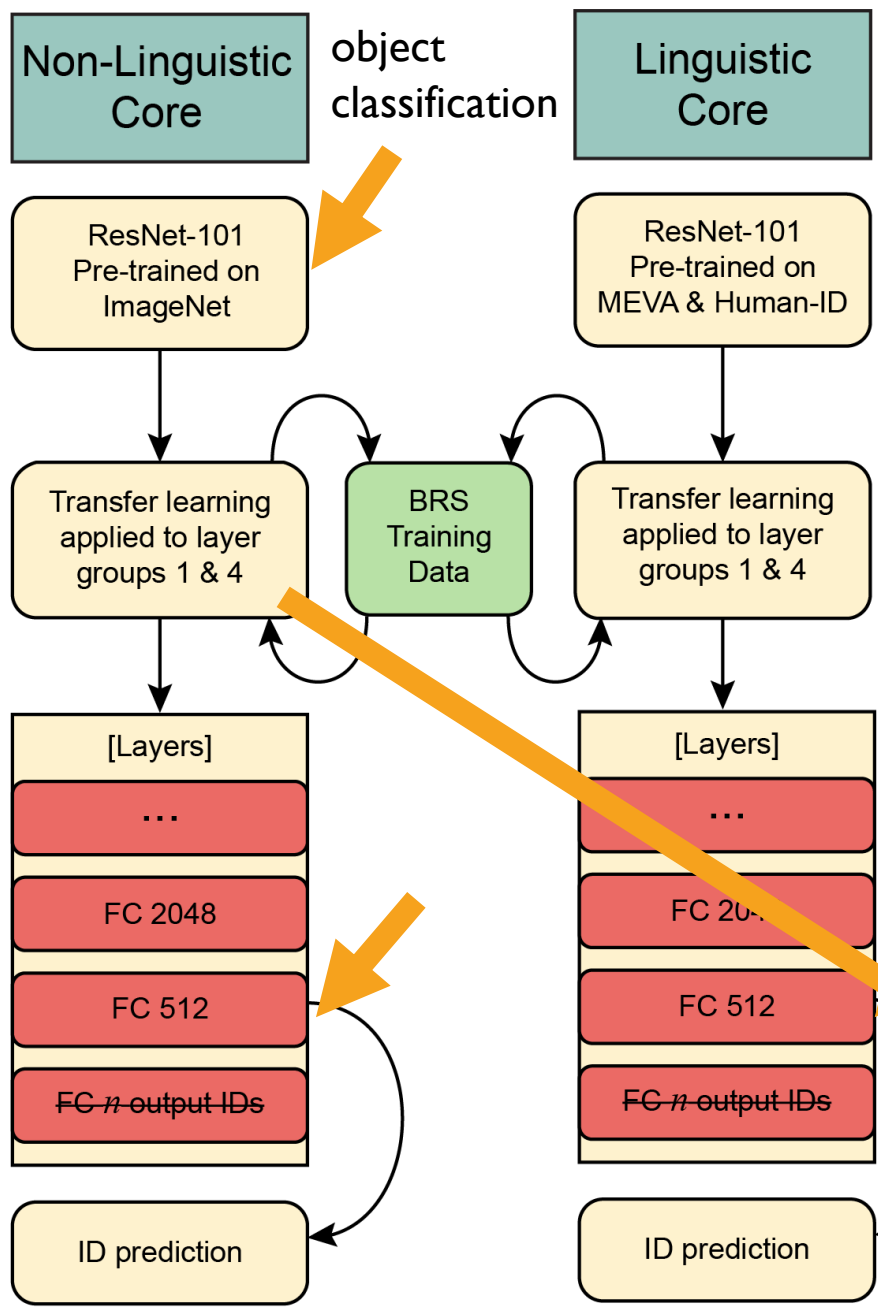 Non-Linguistic
Core
object
classification
Linguistic
Core
ResNet-101
Pre-trained on
ImageNet
ResNet-101
Pre-trained on
MEVA & Human-ID
Transfer learning
applied to layer
groups 1 & 4
BRS
Training
Data
Transfer learning
applied to layer
groups 1 & 4
[Layers]
...
FC 2048
FC 512
FC n output IDs
ID prediction
[Layers]
...
FC 204
FC 512
FC n output IDs
ID prediction